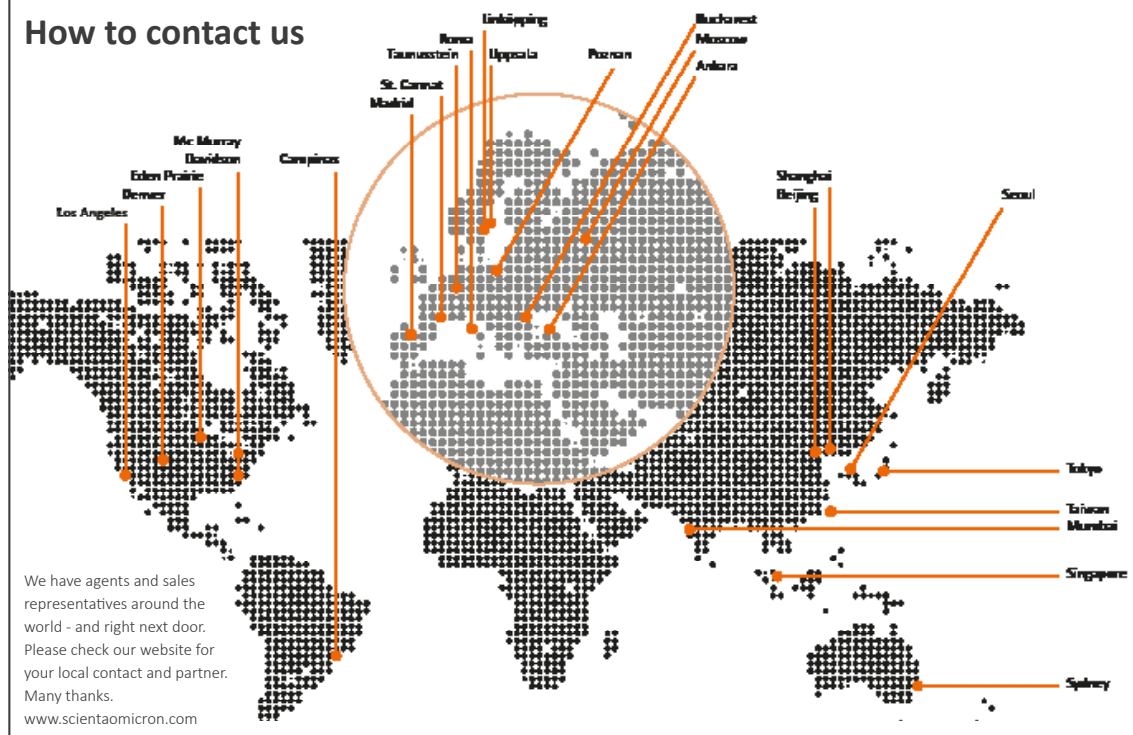 How to contact us
Linköpping
Roma
Taunusstein
Uppsala
St. Cannat
Madrid
Poznan
Bucharest
Moscow
Ankara
Mc Murray
Davidson
Eden Prairie
Denver
Los Angeles
Campinas
Shanghai
Beijing
Seoul
Tokyo
Taiwan
Mumbai
Singapore
Sydney
We have agents and sales
representatives around the
world - and right next door.
Please check our website for
your local contact and partner.
Many thanks.
www.scientaomicron.com